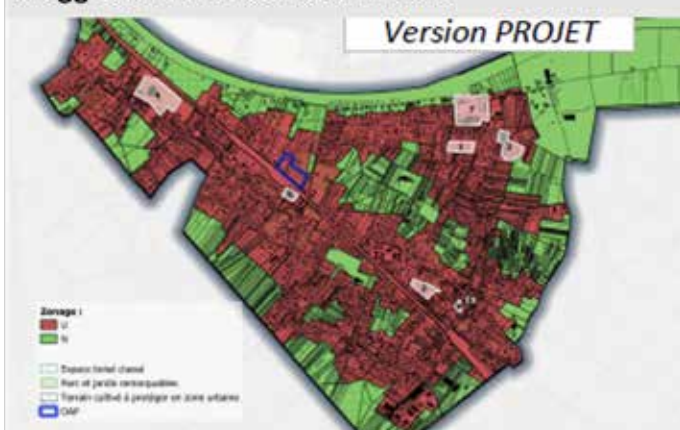 Version PROJET
Zonage :
U
N
Espace boisé classé
Parc et jardin remarquables
Terrain cultivé à protéger en zone urbaine
OAP